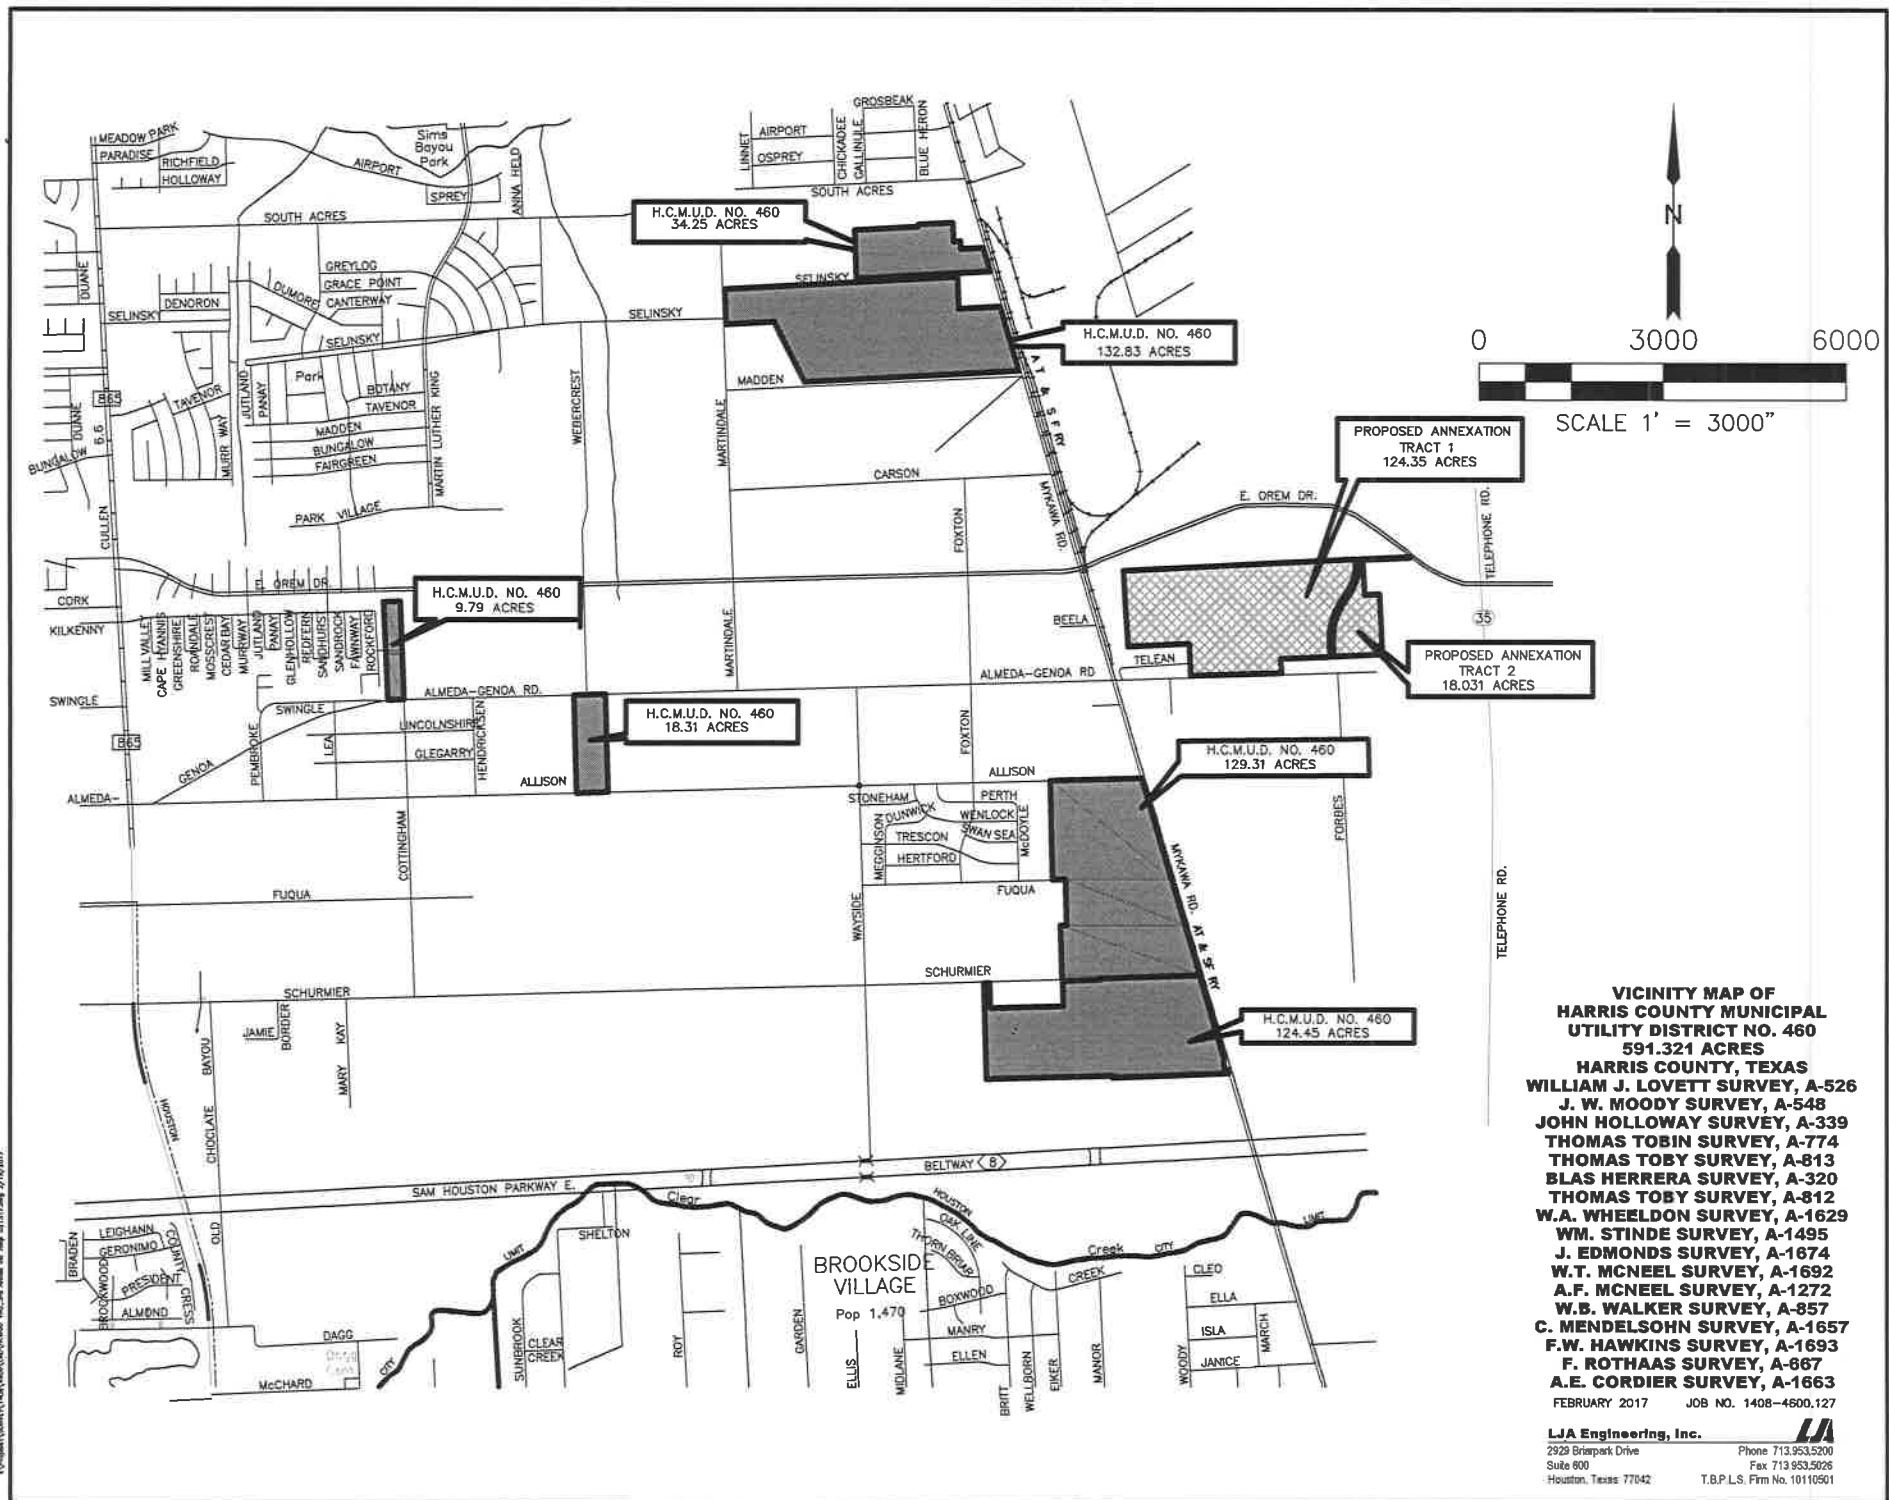 MEADOW PARK
PARADISE
RICHFIELD
HOLLOWAY
AIRPORT
Sims
Bayou
Park
SPREY
ANNA HELD
LINNET
AIRPORT
OSPREY
CHICKADEE
GALLINULE
GROSBEAK
BLUE HERON
SOUTH ACRES
SOUTH ACRES
H.C.M.U.D. NO. 460
34.25 ACRES
N
DUANE
GREYLOG
GRACE POINT
DUMORE
CANTERWAY
DENORON
SELINSKY
SELINSKY
SELINSKY
SELINSKY
LE
H.C.M.U.D. NO. 460
132.83 ACRES
0 3000 6000
SCALE 1' = 3000"
Park
BOTANY
TAVENOR
TAVENOR
MADDEN
BUNGALOW
FAIRGREEN
JUTLAND
PANAY
MURR WAY
MARTIN LUTHER KING
WEBERCREST
MARTINDALE
MADDEN
AT & SF RY
865
DUANE
BUNGALOW
CULLEN
PARK VILLAGE
CARSON
FOXTON
MYKAWA RD.
PROPOSED ANNEXATION
TRACT 1
124.35 ACRES
E. OREM DR.
TELEPHONE RD.
E. OREM DR.
H.C.M.U.D. NO. 460
9.79 ACRES
CORK
KILKENNY
MILL VALLEY
CAPE HYANNIS
GREENSHIRE
ROANDALE
MOSSCREST
CEDAR BAY
MURRWAY
JUTLAND
PANAY
GLENHOLLOW
REDFERN
SANDHURST
SANDROCK
FAWNWAY
ROCKFORD
MARTINDALE
BEELA
TELEAN
35
PROPOSED ANNEXATION
TRACT 2
18.031 ACRES
ALMEDA-GENOA RD.
ALMEDA-GENOA RD
SWINGLE
SWINGLE
LINCOLNSHIRE
GLEGARRY
HENDRICKSEN
PEMBROKE
LEA
GENOA
ALMEDA-
865
H.C.M.U.D. NO. 460
18.31 ACRES
FOXTON
H.C.M.U.D. NO. 460
129.31 ACRES
ALLISON
ALLISON
STONEHAM
PERTH
DUNWICK
WENLOCK
TRESCON
SWAN SEA
HERTFORD
MEGGINSON
McDOYLE
FORBES
COTTINGHAM
FUQUA
FUQUA
WAYSIDE
MYKAWA RD.
AT & SF RY
TELEPHONE RD.
SCHURMIER
SCHURMIER
JAMIE
BORDER
MARY KAY
OLD CHOCLATE BAYOU
HOUSTON
H.C.M.U.D. NO. 460
124.45 ACRES
BELTWAY 8
SAM HOUSTON PARKWAY E.
Clear
HOUSTON
LIMIT
Creek
CITY
LIMIT
CITY
BRADEN
LEIGHANN
GERONIMO
PRESIDENT
BROCKWOOD
ALMOND
COUNTY CRESS
DAGG
McCHARD
SHELTON
SUNBROOK
CLEAR
CREEK
ROY
GARDEN
BROOKSIDE
VILLAGE
Pop 1,470
ELLIS
MIDLANE
THORN BRIAR
OAK LINE
BOXWOOD
MANRY
ELLEN
BRITT
WELLBORN
EIKER
MANOR
CREEK
CLEO
ELLA
ISLA
JANICE
WOODY
MARCH
VICINITY MAP OF
HARRIS COUNTY MUNICIPAL
UTILITY DISTRICT NO. 460
591.321 ACRES
HARRIS COUNTY, TEXAS
WILLIAM J. LOVETT SURVEY, A-526
J. W. MOODY SURVEY, A-548
JOHN HOLLOWAY SURVEY, A-339
THOMAS TOBIN SURVEY, A-774
THOMAS TOBY SURVEY, A-813
BLAS HERRERA SURVEY, A-320
THOMAS TOBY SURVEY, A-812
W.A. WHEELDON SURVEY, A-1629
WM. STINDE SURVEY, A-1495
J. EDMONDS SURVEY, A-1674
W.T. MCNEEL SURVEY, A-1692
A.F. MCNEEL SURVEY, A-1272
W.B. WALKER SURVEY, A-857
C. MENDELSOHN SURVEY, A-1657
F.W. HAWKINS SURVEY, A-1693
F. ROTHAAS SURVEY, A-667
A.E. CORDIER SURVEY, A-1663
FEBRUARY 2017 JOB NO. 1408-4600.127
LJA Engineering, Inc. LJA
2929 Briarpark Drive Phone 713.953.5200
Suite 600 Fax 713.953.5026
Houston, Texas 77042 T.B.P.L.S. Firm No. 10110501